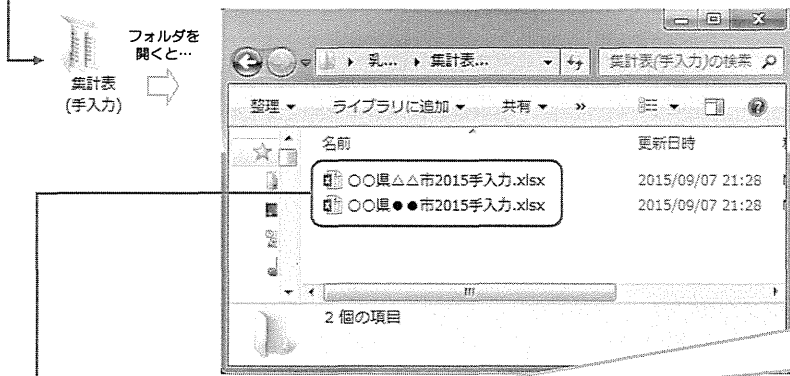 フォルダを
開くと…
集計表
(手入力)
乳... ▸ 集計表...
集計表(手入力)の検索
整理 ▼ ライブラリに追加 ▼ 共有 ▼ »
名前 更新日時
〇〇県△△市2015手入力.xlsx 2015/09/07 21:28
〇〇県●●市2015手入力.xlsx 2015/09/07 21:28
2 個の項目